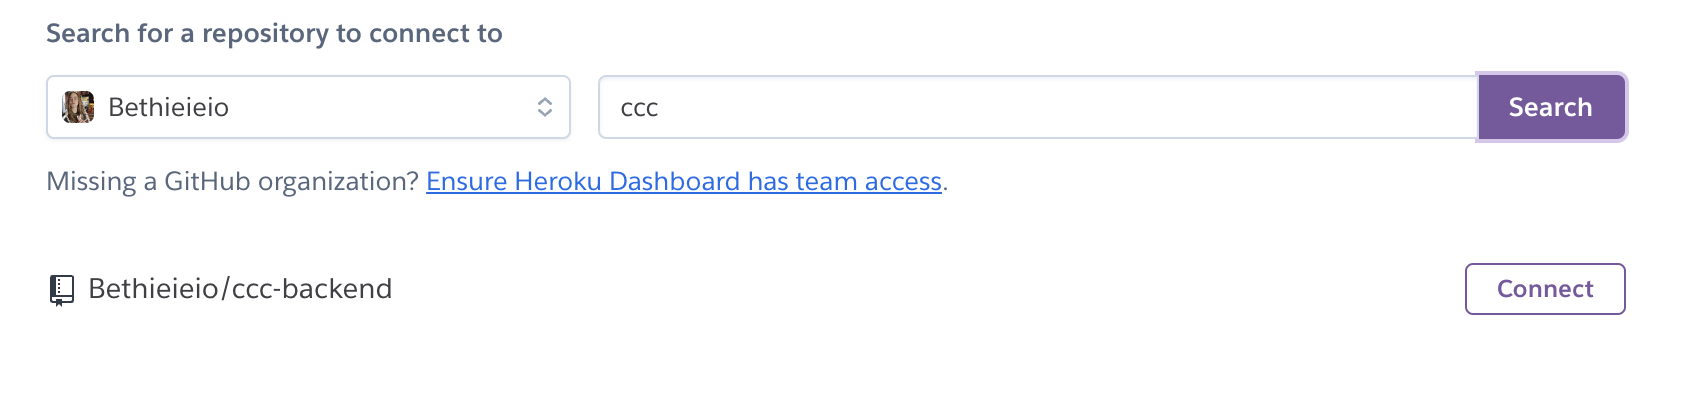 Search for a repository to connect to
Bethieieio
ccc
Search
Missing a GitHub organization? Ensure Heroku Dashboard has team access.
Bethieieio/ccc-backend
Connect